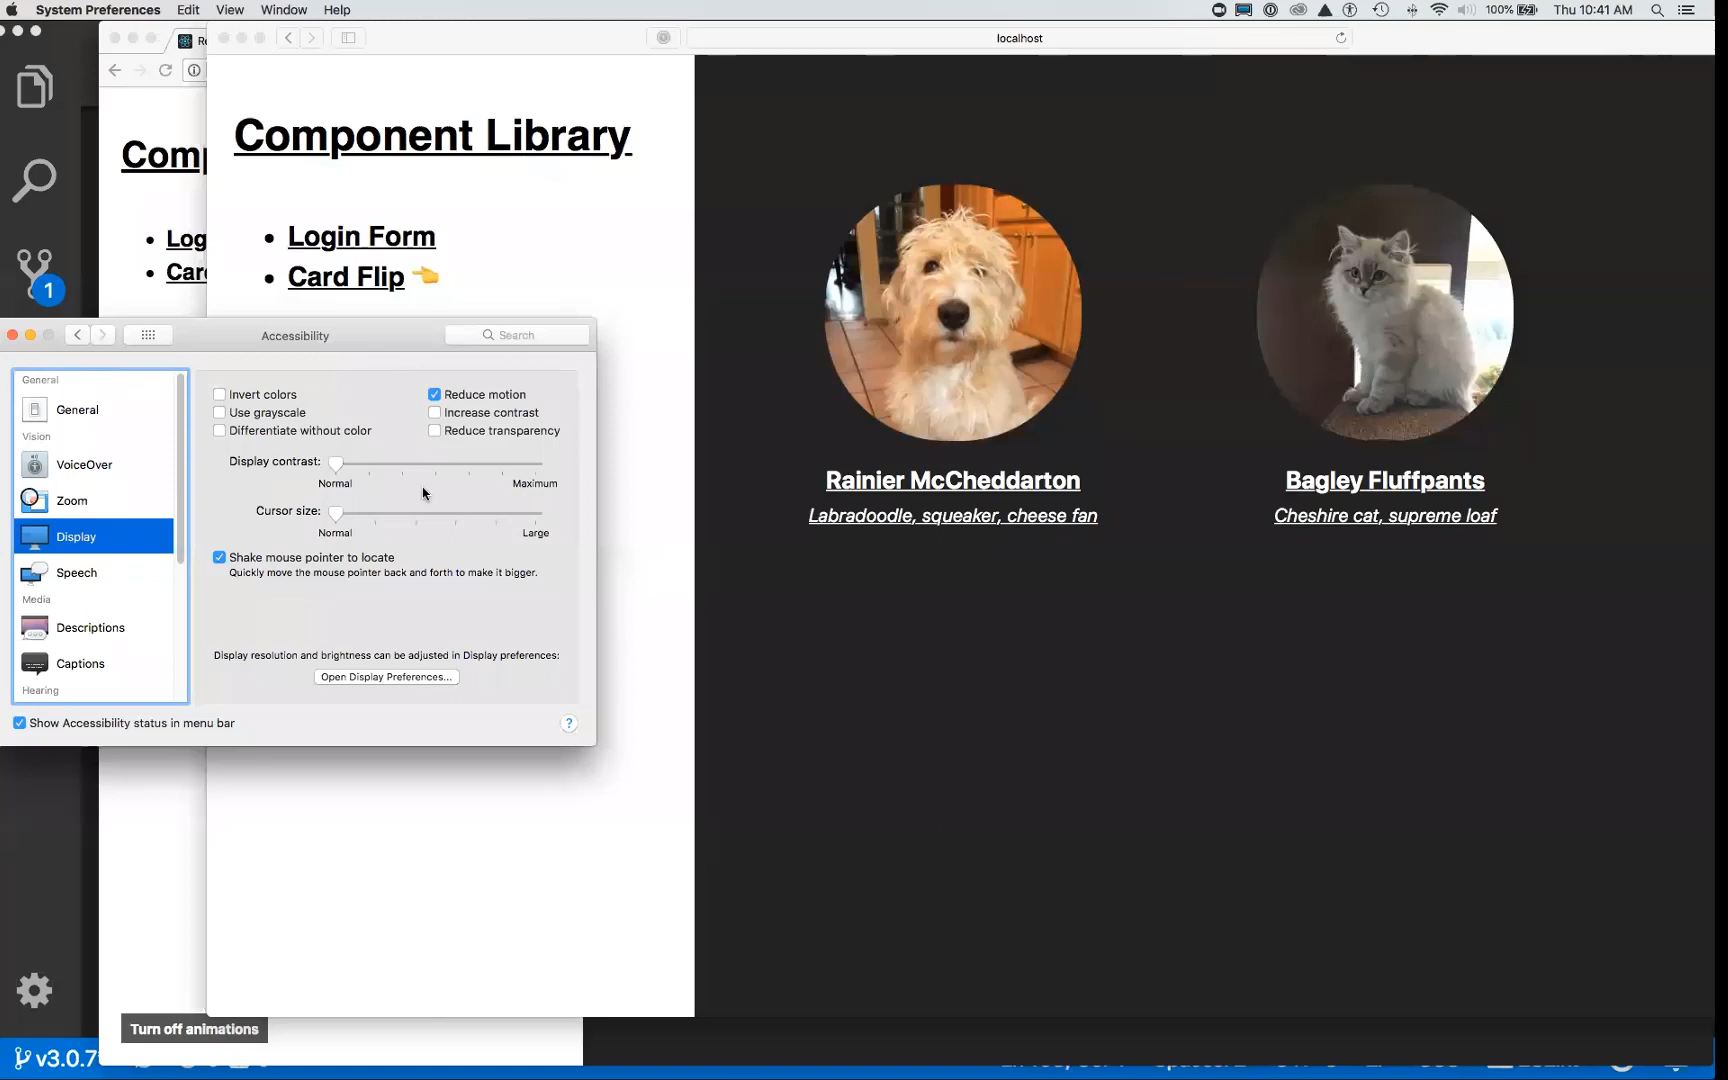 System Preferences Edit View Window Help
100% Thu 10:41 AM
localhost
Component Library
Login Form
Card Flip
Rainier McCheddarton
Labradoodle, squeaker, cheese fan
Bagley Fluffpants
Cheshire cat, supreme loaf
Comp
Log
Car
1
Accessibility
Search
General
General
Vision
VoiceOver
Zoom
Display
Speech
Media
Descriptions
Captions
Hearing
Invert colors
Use grayscale
Differentiate without color
Reduce motion
Increase contrast
Reduce transparency
Display contrast:
Normal Maximum
Cursor size:
Normal Large
Shake mouse pointer to locate
Quickly move the mouse pointer back and forth to make it bigger.
Display resolution and brightness can be adjusted in Display preferences:
Open Display Preferences...
Show Accessibility status in menu bar
?
Turn off animations
v3.0.7